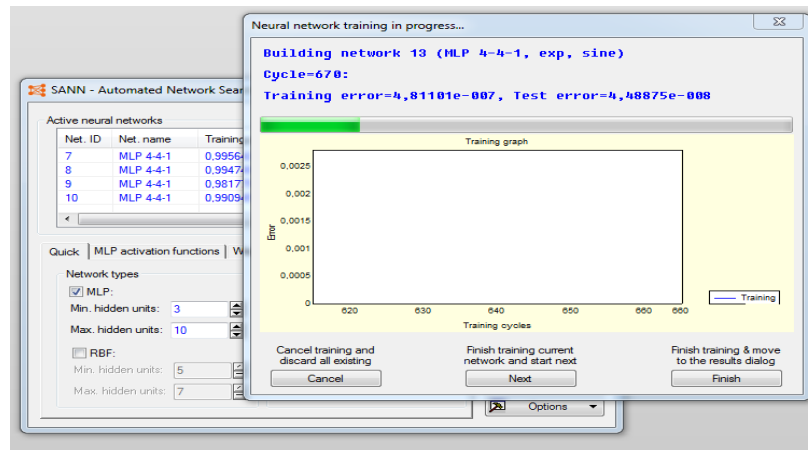 Neural network training in progress...
Building network 13 (MLP 4-4-1, exp, sine)
Cycle=670:
Training error=4,81101e-007, Test error=4,48875e-008
Training graph
0,0025
0,002
0,0015
0,001
0,0005
0
Error
620 630 640 650 660 660
Training cycles
Training
Cancel training and discard all existing
Finish training current network and start next
Finish training & move to the results dialog
Cancel
Next
Finish
SANN - Automated Network Sear
Active neural networks
Net. ID Net. name Training
7 MLP 4-4-1 0,9956
8 MLP 4-4-1 0,9947
9 MLP 4-4-1 0,9817
10 MLP 4-4-1 0,9909
Quick MLP activation functions W
Network types
MLP:
Min. hidden units: 3
Max. hidden units: 10
RBF:
Min. hidden units: 5
Max. hidden units: 7
Options